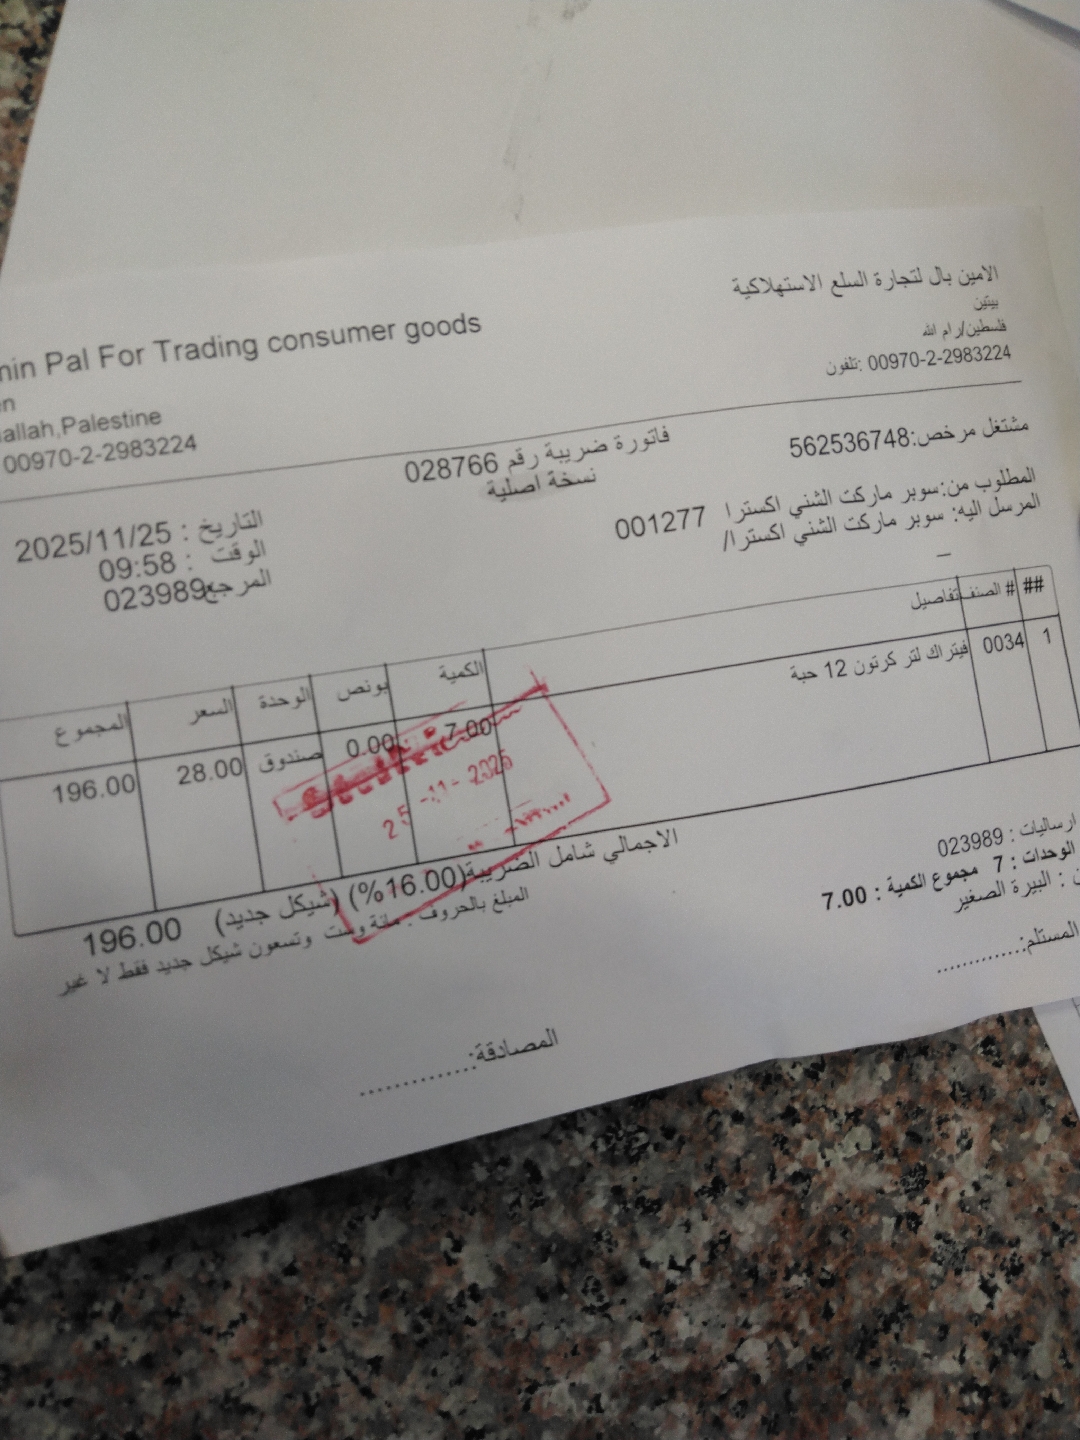 الامين بال لتجارة السلع الاستهلاكية
بيتين
فلسطين/رام الله
تلفون: 00970-2-2983224
Pal For Trading consumer goods
Palestine
00970-2-2983224
مشتغل مرخص:562536748
فاتورة ضريبة رقم 028766
نسخة اصلية
المطلوب من:سوبر ماركت الشني اكسترا 001277
المرسل اليه: سوبر ماركت الشني اكسترا/
_
التاريخ : 2025/11/25
الوقت : 09:58
المرجع023989
## # الصنف تفاصيل الكمية بونص الوحدة السعر المجموع
1 0034 فيتراك لتر كرتون 12 حبة 7.00 0.00 صندوق 28.00 196.00
25 -11- 2025
الاجمالي شامل الضريبة(16.00%) (شيكل جديد) 196.00
المبلغ بالحروف : مائة وست وتسعون شيكل جديد فقط لا غير
ارساليات : 023989
الوحدات : 7 مجموع الكمية : 7.00
: البيرة الصغير
المستلم:..............
المصادقة:..............